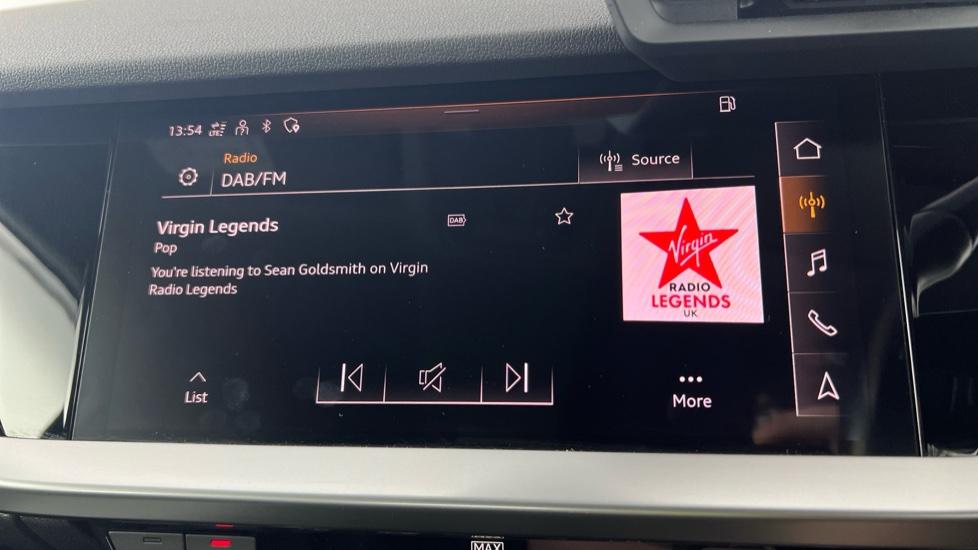 13:54 LTE
Radio
DAB/FM
Source
Virgin Legends
DAB
Pop
You're listening to Sean Goldsmith on Virgin
Radio Legends
Virgin
RADIO
LEGENDS
UK
List
More
MAX